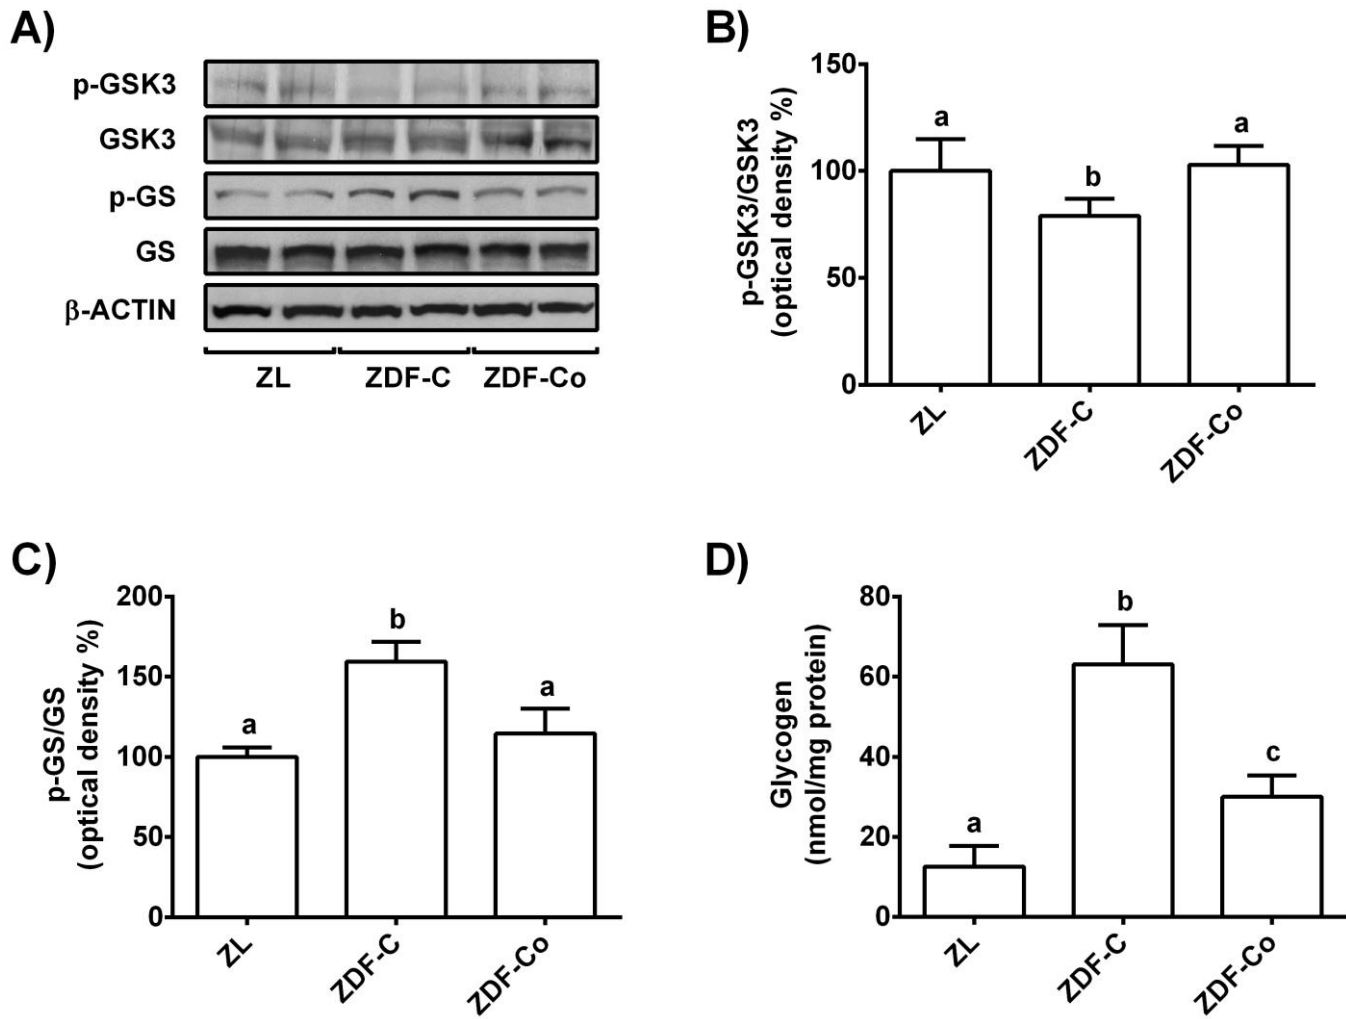 A)
p-GSK3
GSK3
p-GS
GS
β-ACTIN
ZL ZDF-C ZDF-Co
B)
p-GSK3/GSK3
(optical density %)
150
100
50
0
a
b
a
ZL
ZDF-C
ZDF-Co
C)
p-GS/GS
(optical density %)
200
150
100
50
0
a
b
a
ZL
ZDF-C
ZDF-Co
D)
Glycogen
(nmol/mg protein)
80
60
40
20
0
a
b
c
ZL
ZDF-C
ZDF-Co